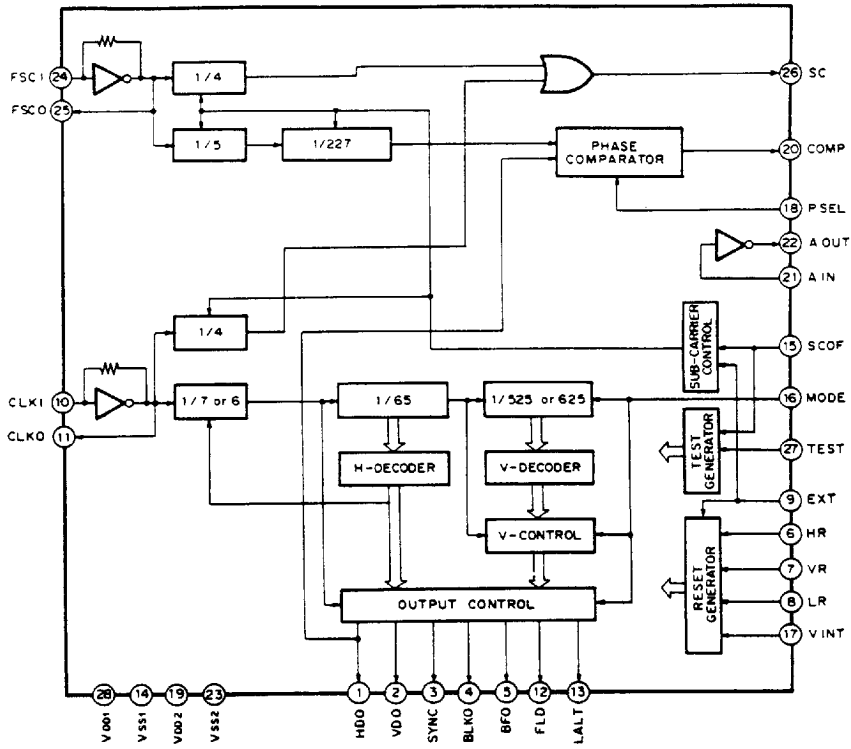 FSCI 24
1/4
26 SC
FSCO 25
1/5
1/227
PHASE COMPARATOR
20 COMP
18 PSEL
22 A OUT
21 A IN
1/4
SUB-CARRIER CONTROL
15 SCOF
CLKI 10
1/7 or 6
1/65
1/525 or 625
16 MODE
CLKO 11
H-DECODER
V-DECODER
TEST GENERATOR
27 TEST
9 EXT
V-CONTROL
RESET GENERATOR
6 HR
7 VR
OUTPUT CONTROL
8 LR
17 VINT
28 14 19 23 1 2 3 4 5 12 13
VDD1 VSS1 VDD2 VSS2 HDO VDO SYNC BLKO BFO FLD LALT